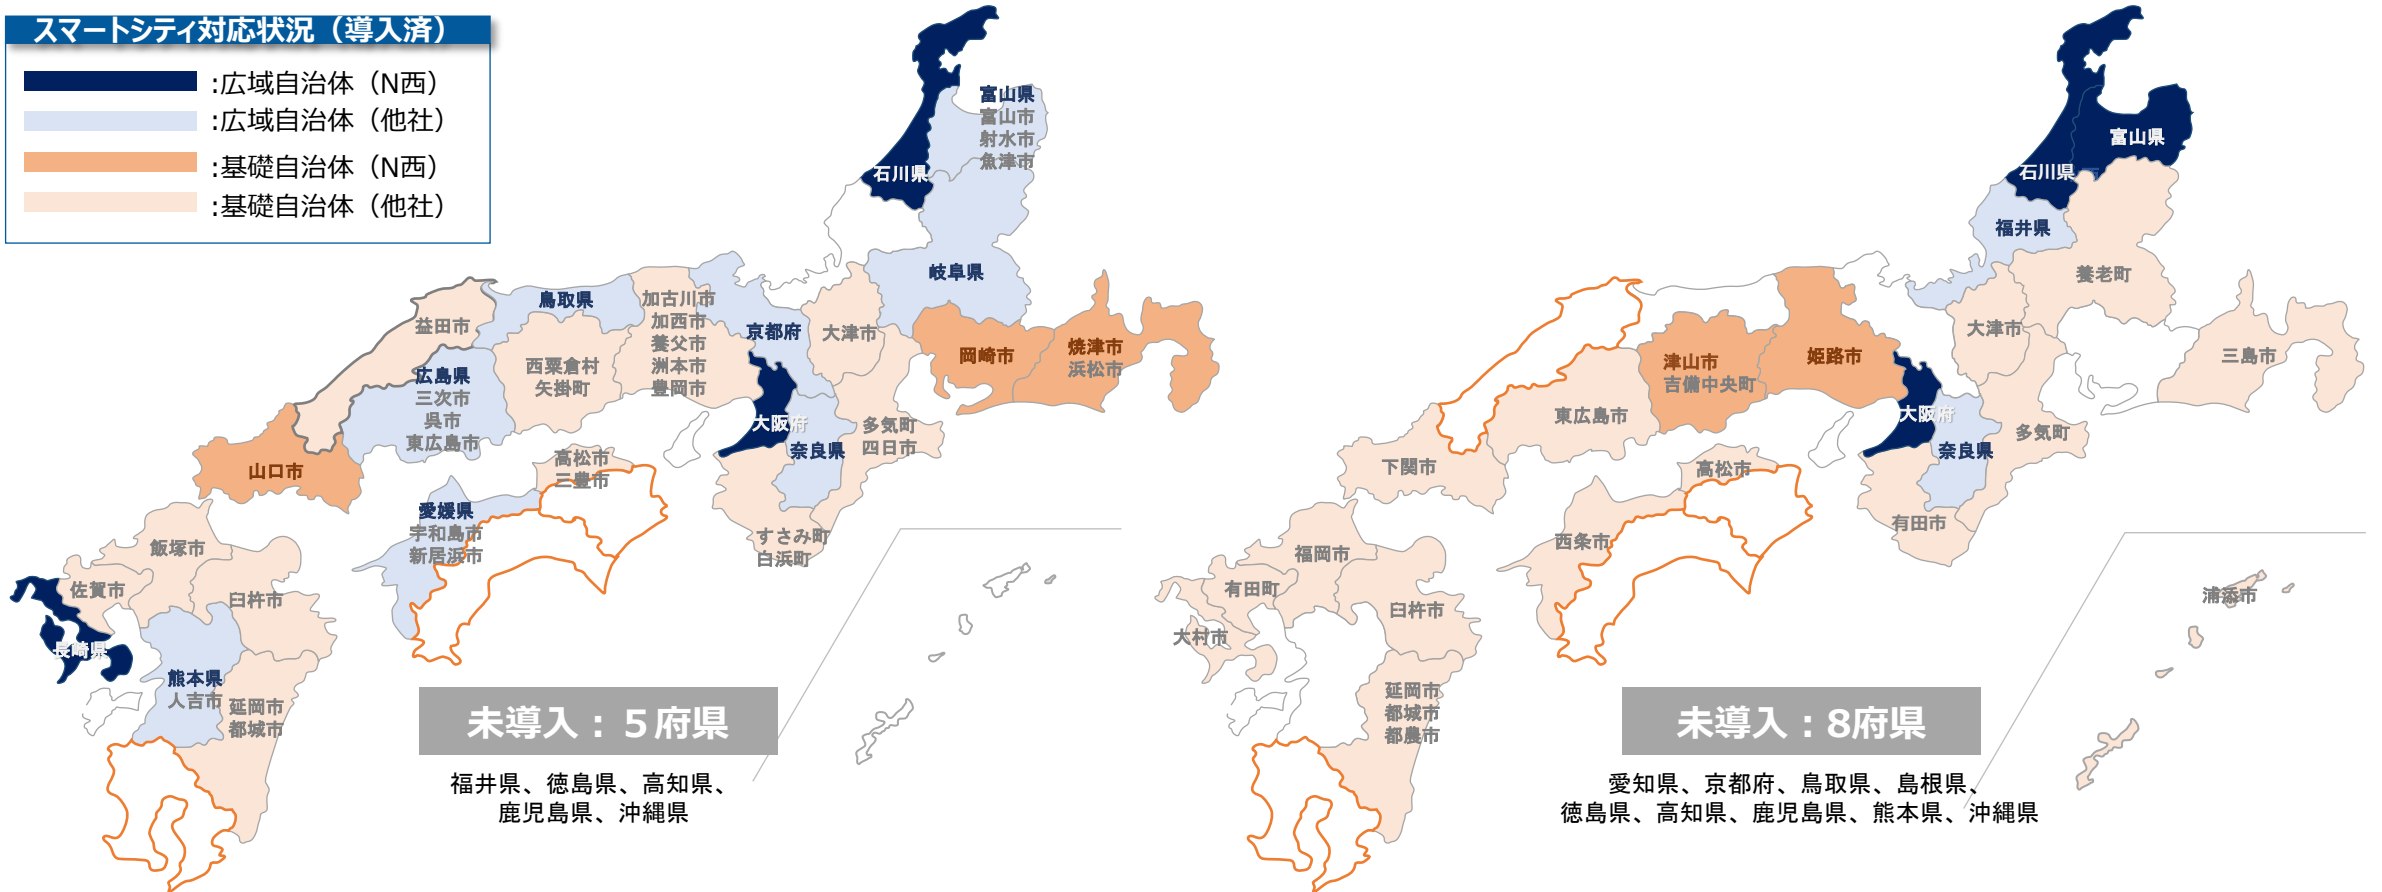 スマートシティ対応状況（導入済）
:広域自治体（N西）
:広域自治体（他社）
:基礎自治体（N西）
:基礎自治体（他社）
富山県
富山市
射水市
魚津市
石川県
岐阜県
鳥取県
加古川市
加西市
養父市
洲本市
豊岡市
京都府
大津市
岡崎市
焼津市
浜松市
益田市
西粟倉村
矢掛町
広島県
三次市
呉市
東広島市
大阪府
奈良県
多気町
四日市
山口市
高松市
三豊市
愛媛県
宇和島市
新居浜市
すさみ町
白浜町
飯塚市
佐賀市
臼杵市
長崎県
熊本県
人吉市
延岡市
都城市
未導入：５府県
福井県、徳島県、高知県、
鹿児島県、沖縄県
富山県
石川県
福井県
養老町
大津市
三島市
津山市
吉備中央町
姫路市
東広島市
大阪府
奈良県
多気町
下関市
高松市
有田市
西条市
福岡市
有田町
臼杵市
大村市
浦添市
延岡市
都城市
都農市
未導入：8府県
愛知県、京都府、鳥取県、島根県、
徳島県、高知県、鹿児島県、熊本県、沖縄県